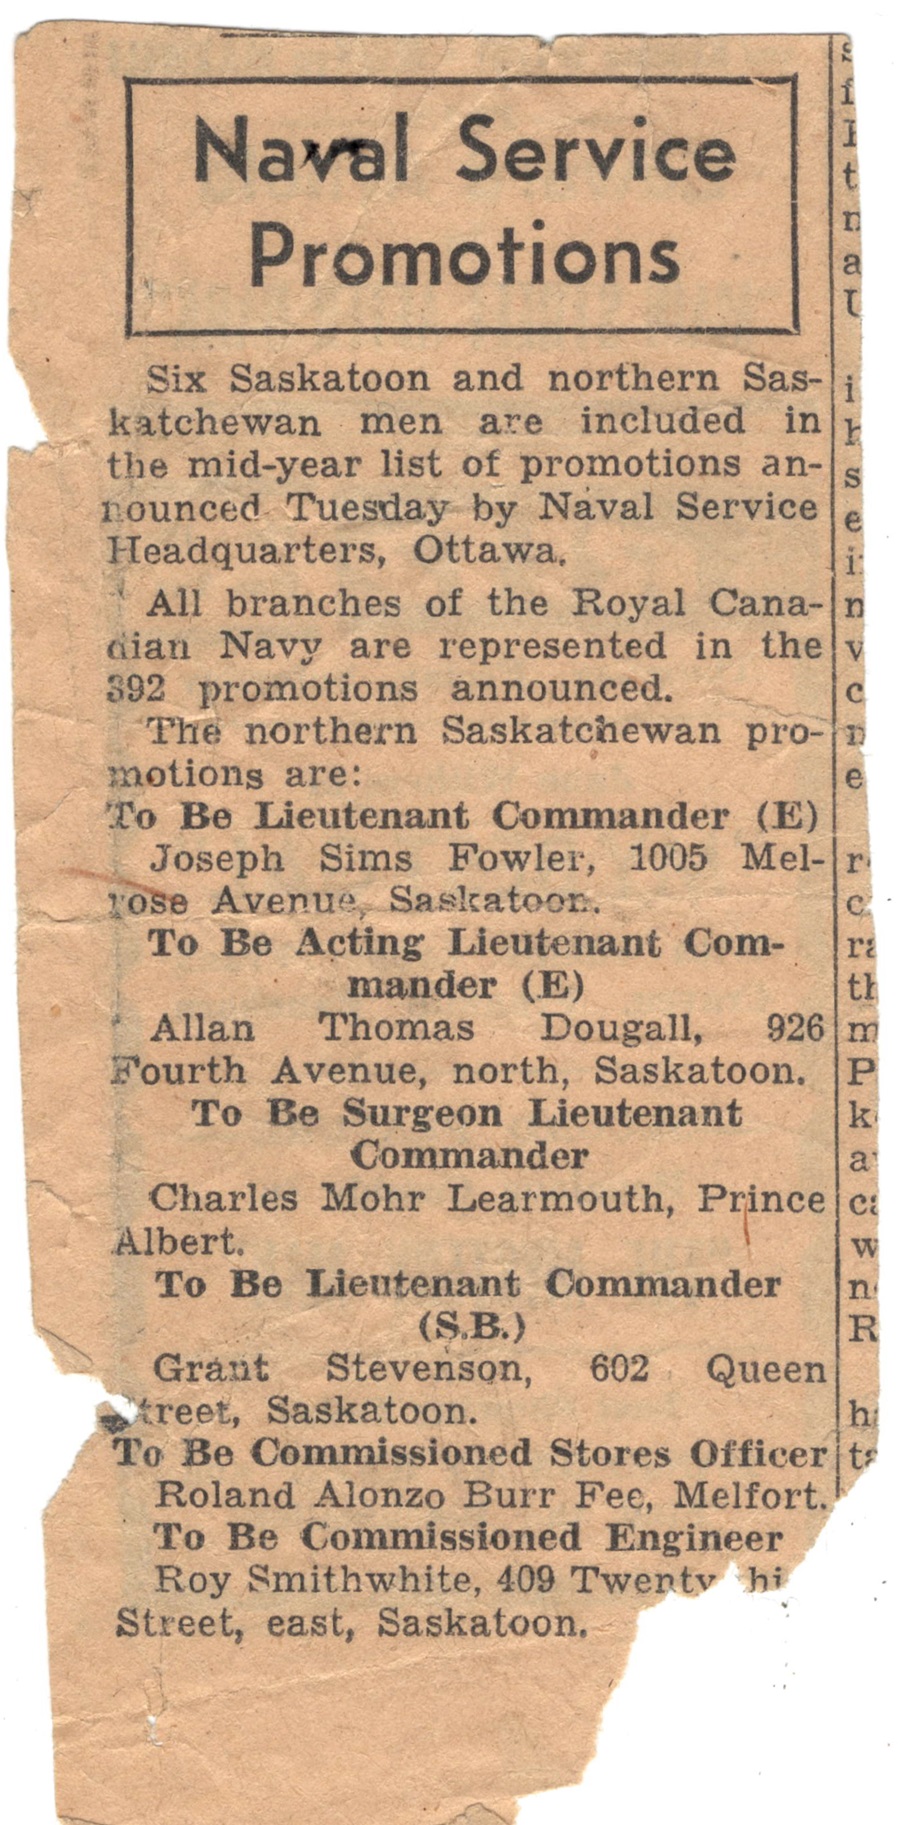 Naval Service
Promotions
Six Saskatoon and northern Sas-
katchewan men are included in
the mid-year list of promotions an-
nounced Tuesday by Naval Service
Headquarters, Ottawa.
All branches of the Royal Cana-
dian Navy are represented in the
392 promotions announced.
The northern Saskatchewan pro-
motions are:
To Be Lieutenant Commander (E)
Joseph Sims Fowler, 1005 Mel-
rose Avenue, Saskatoon.
To Be Acting Lieutenant Com-
mander (E)
Allan Thomas Dougall, 926
Fourth Avenue, north, Saskatoon.
To Be Surgeon Lieutenant
Commander
Charles Mohr Learmouth, Prince
Albert.
To Be Lieutenant Commander
(S.B.)
Grant Stevenson, 602 Queen
Street, Saskatoon.
To Be Commissioned Stores Officer
Roland Alonzo Burr Fee, Melfort.
To Be Commissioned Engineer
Roy Smithwhite, 409 Twenty
Street, east, Saskatoon.